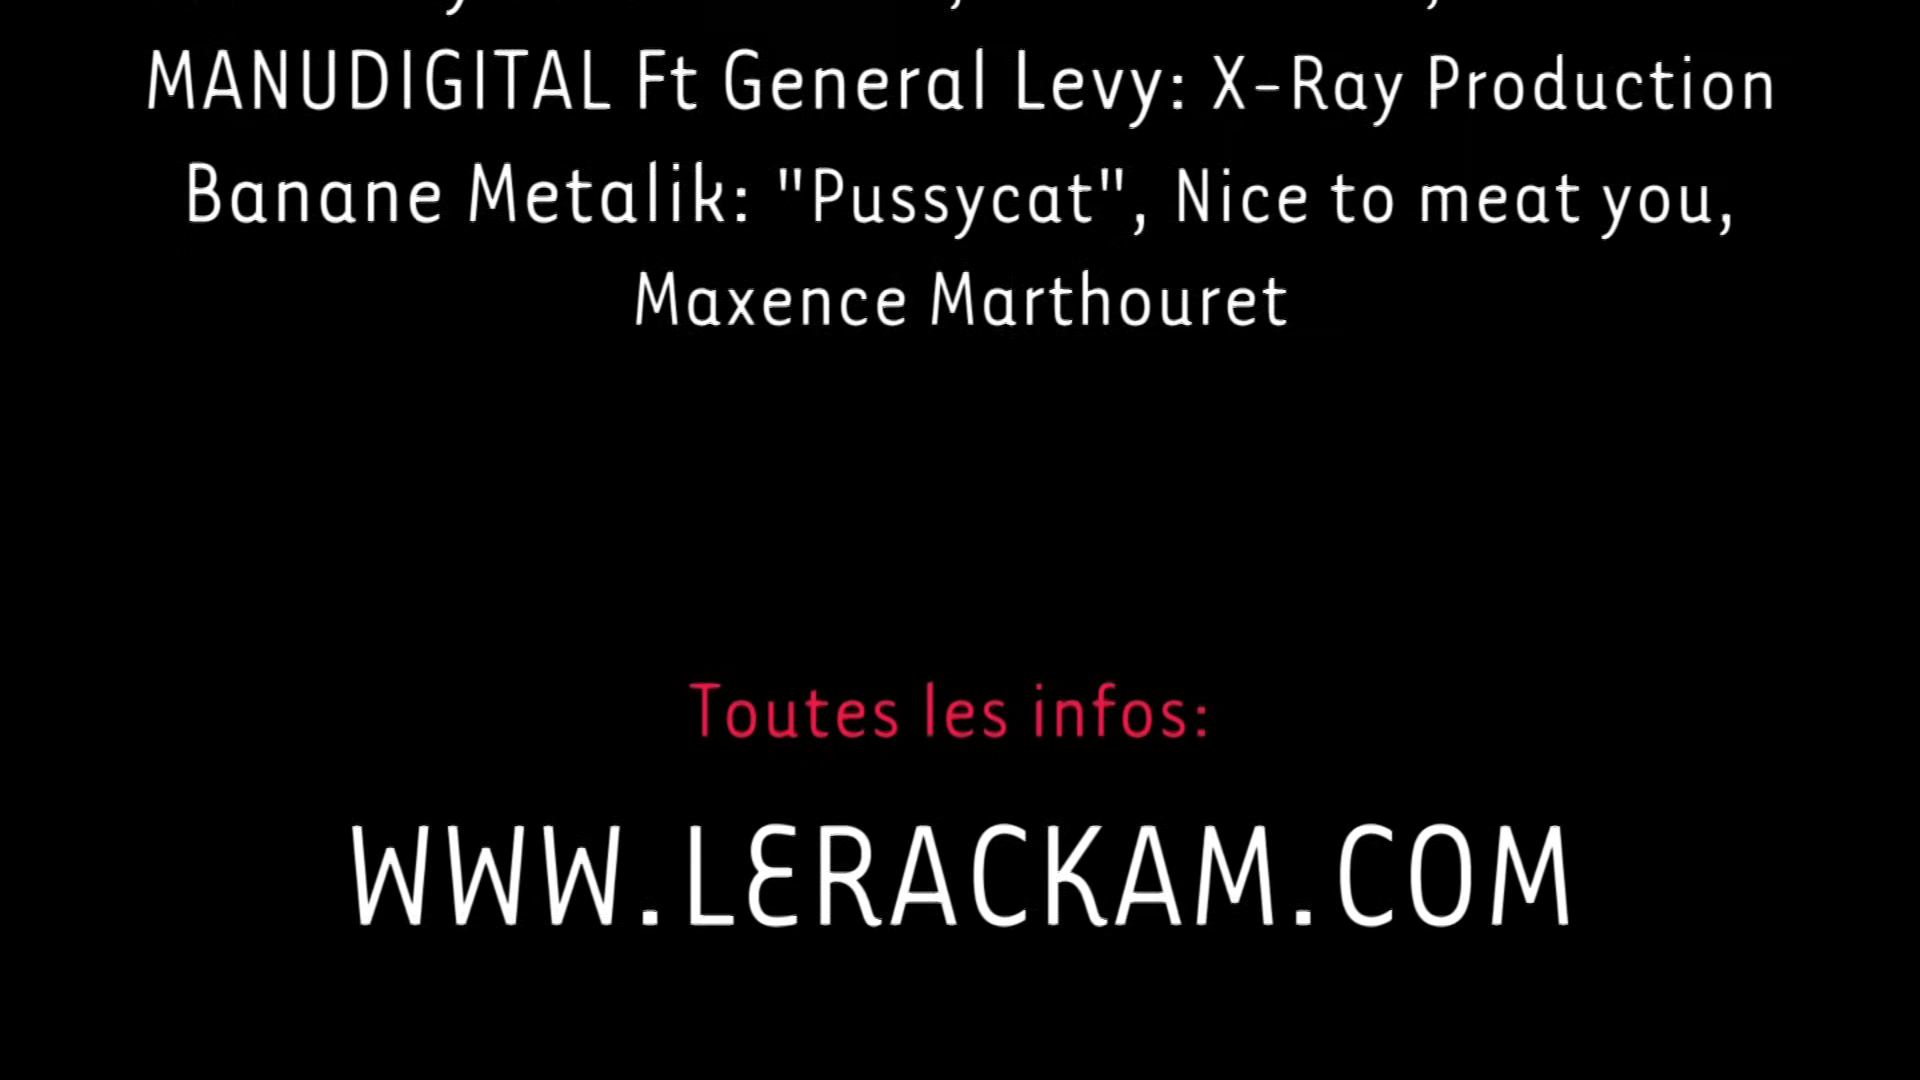 MANUDIGITAL Ft General Levy: X-Ray Production
Banane Metalik: "Pussycat", Nice to meat you,
Maxence Marthouret
Toutes les infos:
WWW.LERACKAM.COM